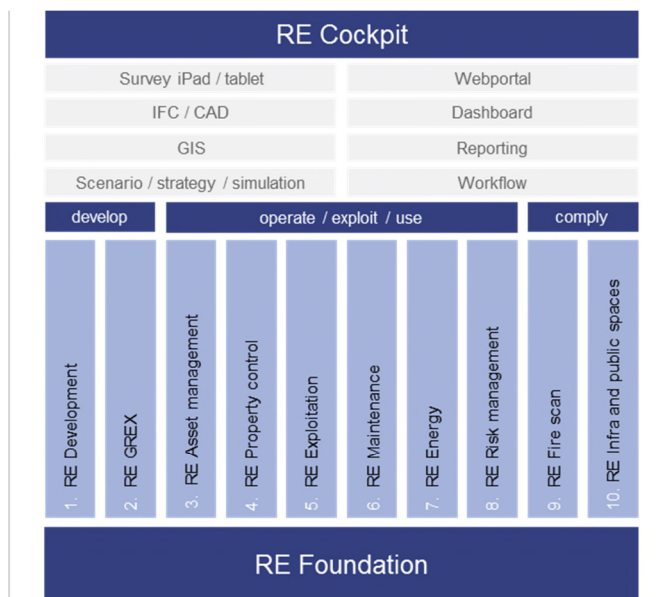 RE Cockpit
Survey iPad / tablet
Webportal
IFC / CAD
Dashboard
GIS
Reporting
Scenario / strategy / simulation
Workflow
develop
operate / exploit / use
comply
1. RE Development
2. RE GREX
3. RE Asset management
4. RE Property control
5. RE Exploitation
6. RE Maintenance
7. RE Energy
8. RE Risk management
9. RE Fire scan
10. RE Infra and public spaces
RE Foundation